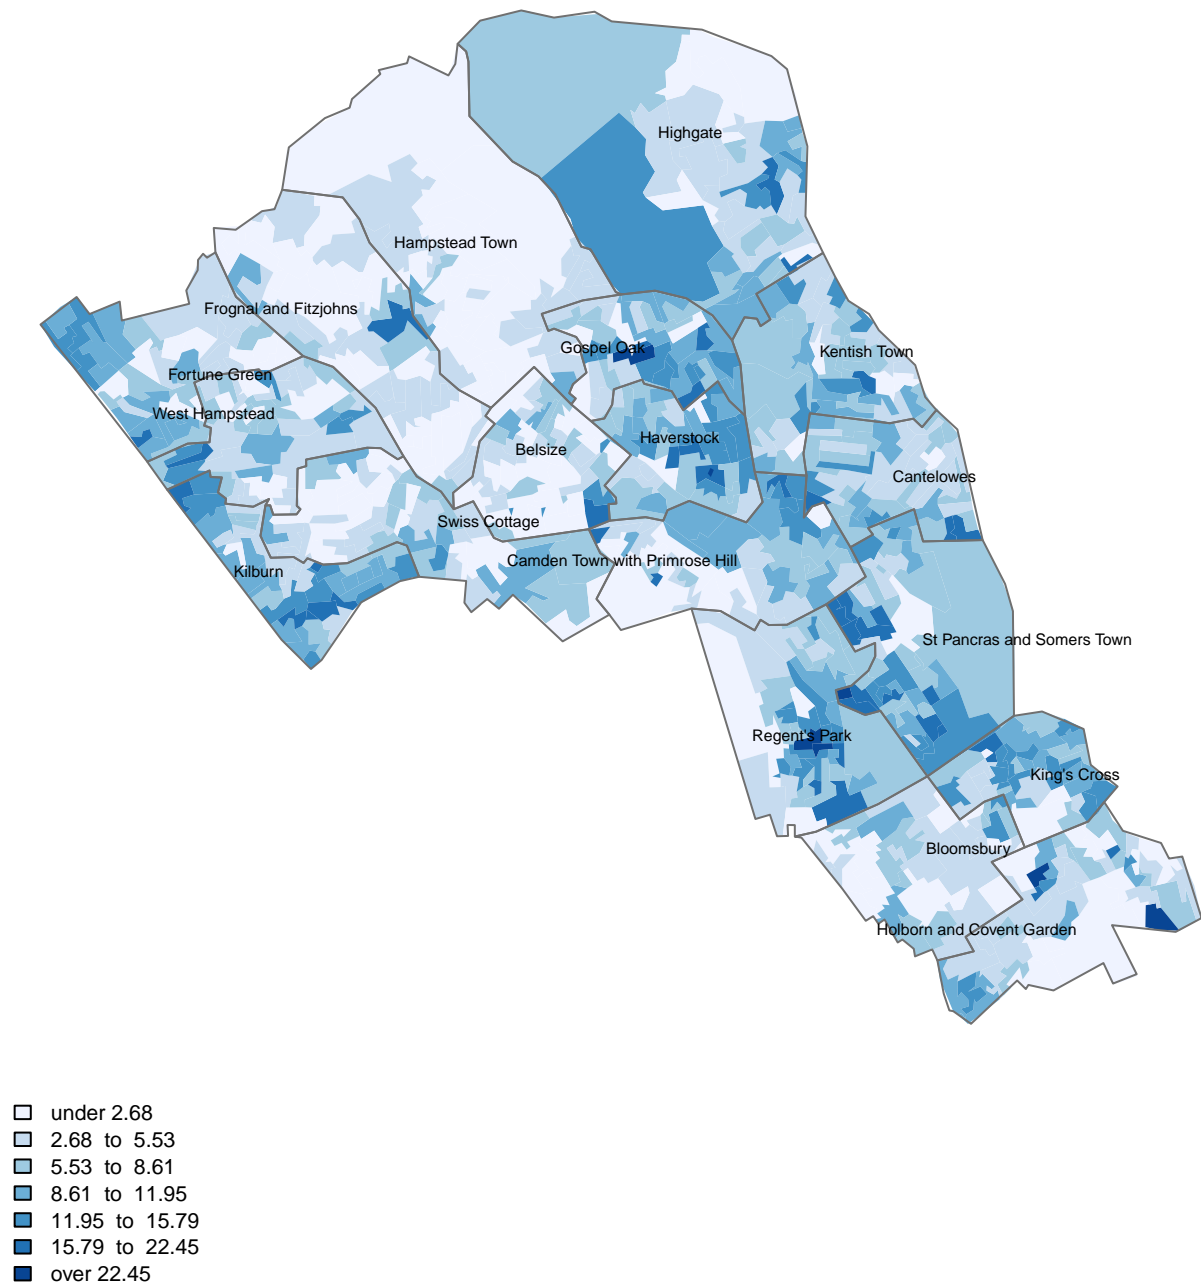 Highgate
Hampstead Town
Frognal and Fitzjohns
Gospel Oak
Kentish Town
Fortune Green
West Hampstead
Haverstock
Belsize
Cantelowes
Swiss Cottage
Camden Town with Primrose Hill
Kilburn
St Pancras and Somers Town
Regent's Park
King's Cross
Bloomsbury
Holborn and Covent Garden
under 2.68
2.68 to 5.53
5.53 to 8.61
8.61 to 11.95
11.95 to 15.79
15.79 to 22.45
over 22.45